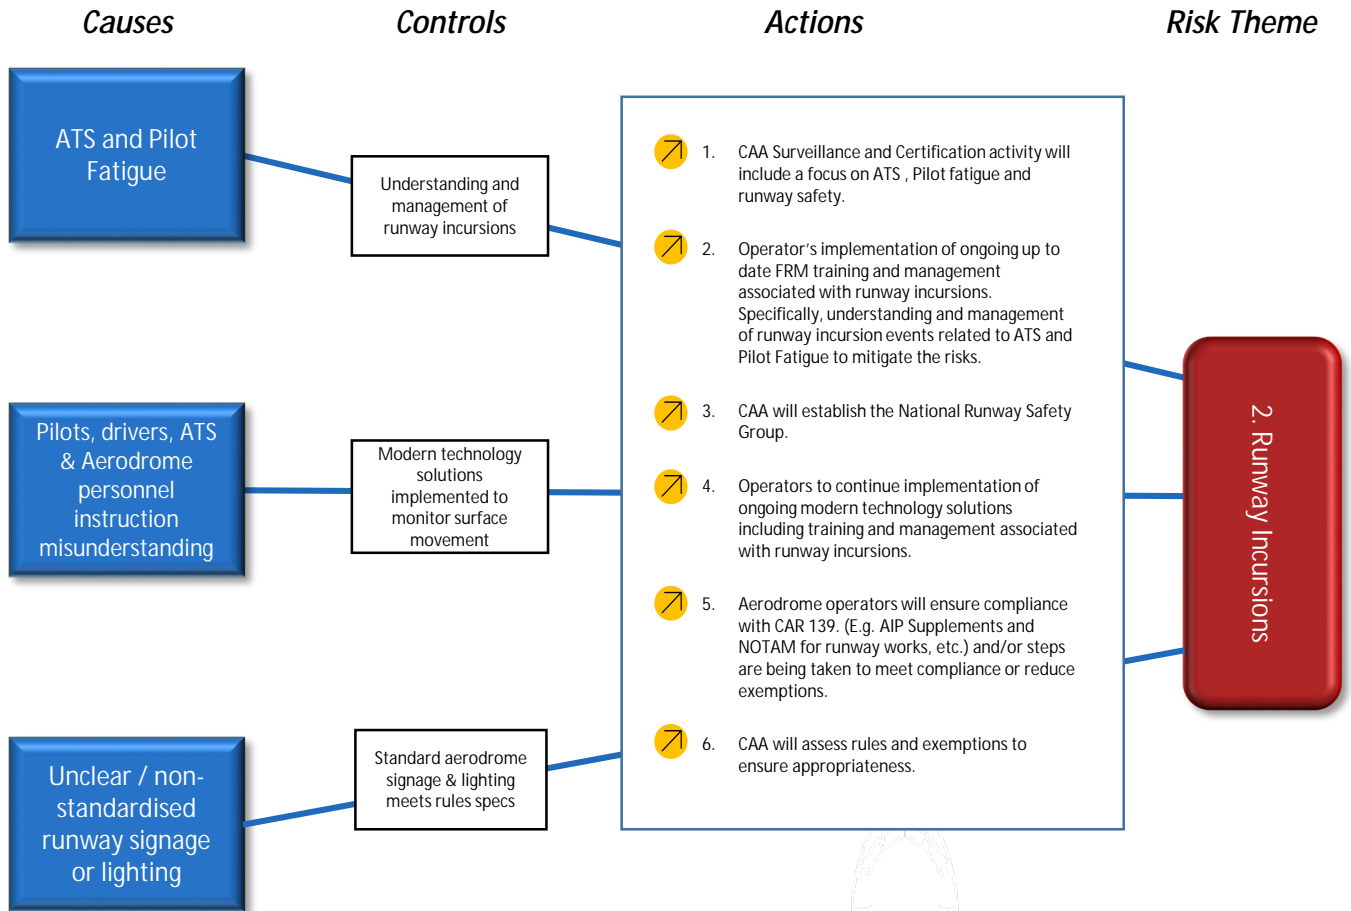 Causes
Controls
Actions
Risk Theme
ATS and Pilot
Fatigue
Understanding and
management of
runway incursions
Pilots, drivers, ATS
& Aerodrome
personnel
instruction
misunderstanding
Modern technology
solutions
implemented to
monitor surface
movement
Unclear / non-
standardised
runway signage
or lighting
Standard aerodrome
signage & lighting
meets rules specs
1. CAA Surveillance and Certification activity will
include a focus on ATS , Pilot fatigue and
runway safety.
2. Operator's implementation of ongoing up to
date FRM training and management
associated with runway incursions.
Specifically, understanding and management
of runway incursion events related to ATS and
Pilot Fatigue to mitigate the risks.
3. CAA will establish the National Runway Safety
Group.
4. Operators to continue implementation of
ongoing modern technology solutions
including training and management associated
with runway incursions.
5. Aerodrome operators will ensure compliance
with CAR 139. (E.g. AIP Supplements and
NOTAM for runway works, etc.) and/or steps
are being taken to meet compliance or reduce
exemptions.
6. CAA will assess rules and exemptions to
ensure appropriateness.
2. Runway Incursions